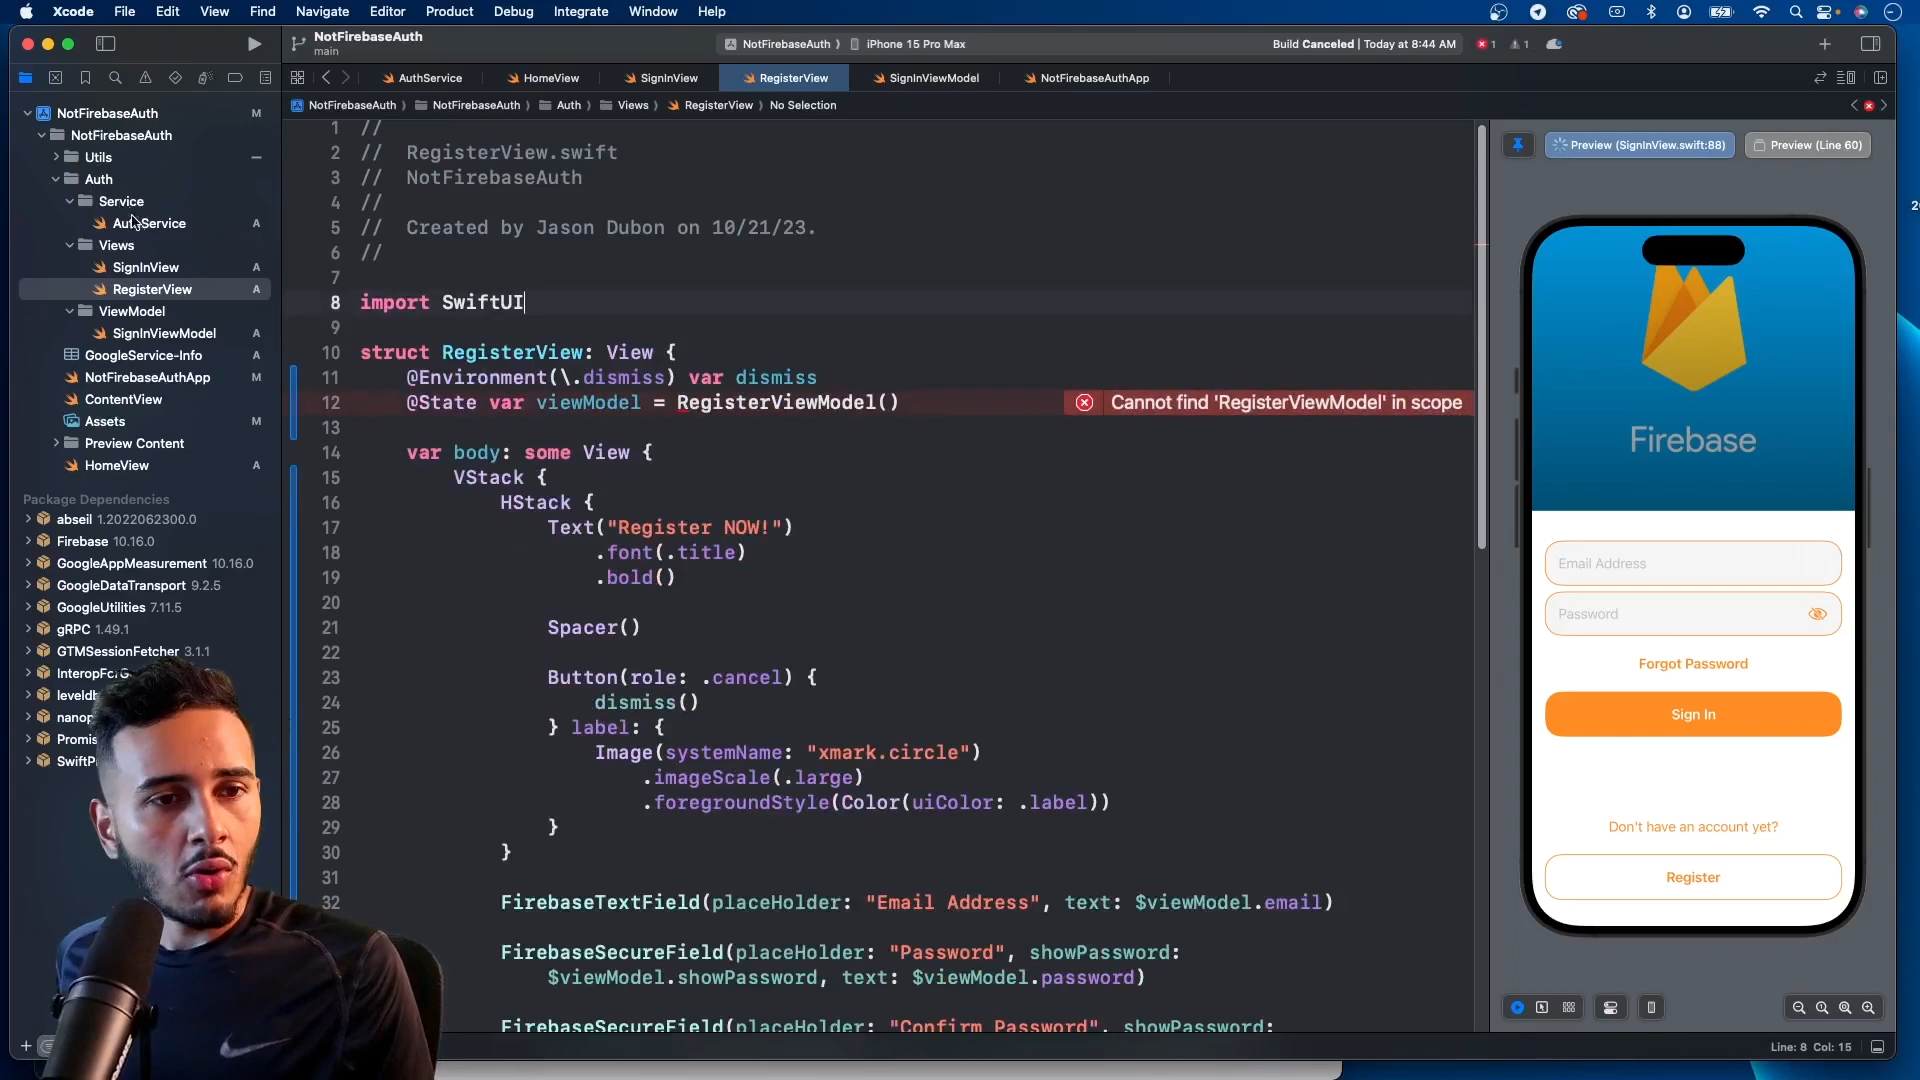 Xcode File Edit View Find Navigate Editor Product Debug Integrate Window Help
NotFirebaseAuth
main
NotFirebaseAuth iPhone 15 Pro Max
Build Canceled | Today at 8:44 AM
1 1
AuthService HomeView SignInView RegisterView SignInViewModel NotFirebaseAuthApp
NotFirebaseAuth NotFirebaseAuth Auth Views RegisterView No Selection
NotFirebaseAuth M
NotFirebaseAuth
Utils
Auth
Service
AuthService A
Views
SignInView A
RegisterView A
ViewModel
SignInViewModel A
GoogleService-Info A
NotFirebaseAuthApp M
ContentView
Assets M
Preview Content
HomeView A
Package Dependencies
abseil 1.2022062300.0
Firebase 10.16.0
GoogleAppMeasurement 10.16.0
GoogleDataTransport 9.2.5
GoogleUtilities 7.11.5
gRPC 1.49.1
GTMSessionFetcher 3.1.1
1 //
2 // RegisterView.swift
3 // NotFirebaseAuth
4 //
5 // Created by Jason Dubon on 10/21/23.
6 //
7
8 import SwiftUI
9
10 struct RegisterView: View {
11 @Environment(\.dismiss) var dismiss
12 @State var viewModel = RegisterViewModel()
Cannot find 'RegisterViewModel' in scope
13
14 var body: some View {
15 VStack {
16 HStack {
17 Text("Register NOW!")
18 .font(.title)
19 .bold()
20
21 Spacer()
22
23 Button(role: .cancel) {
24 dismiss()
25 } label: {
26 Image(systemName: "xmark.circle")
27 .imageScale(.large)
28 .foregroundStyle(Color(uiColor: .label))
29 }
30 }
31
32 FirebaseTextField(placeHolder: "Email Address", text: $viewModel.email)
FirebaseSecureField(placeHolder: "Password", showPassword:
$viewModel.showPassword, text: $viewModel.password)
FirebaseSecureField(placeHolder: "Confirm Password", showPassword:
Preview (SignInView.swift:88) Preview (Line 60)
Firebase
Email Address
Password
Forgot Password
Sign In
Don't have an account yet?
Register
Line: 8 Col: 15